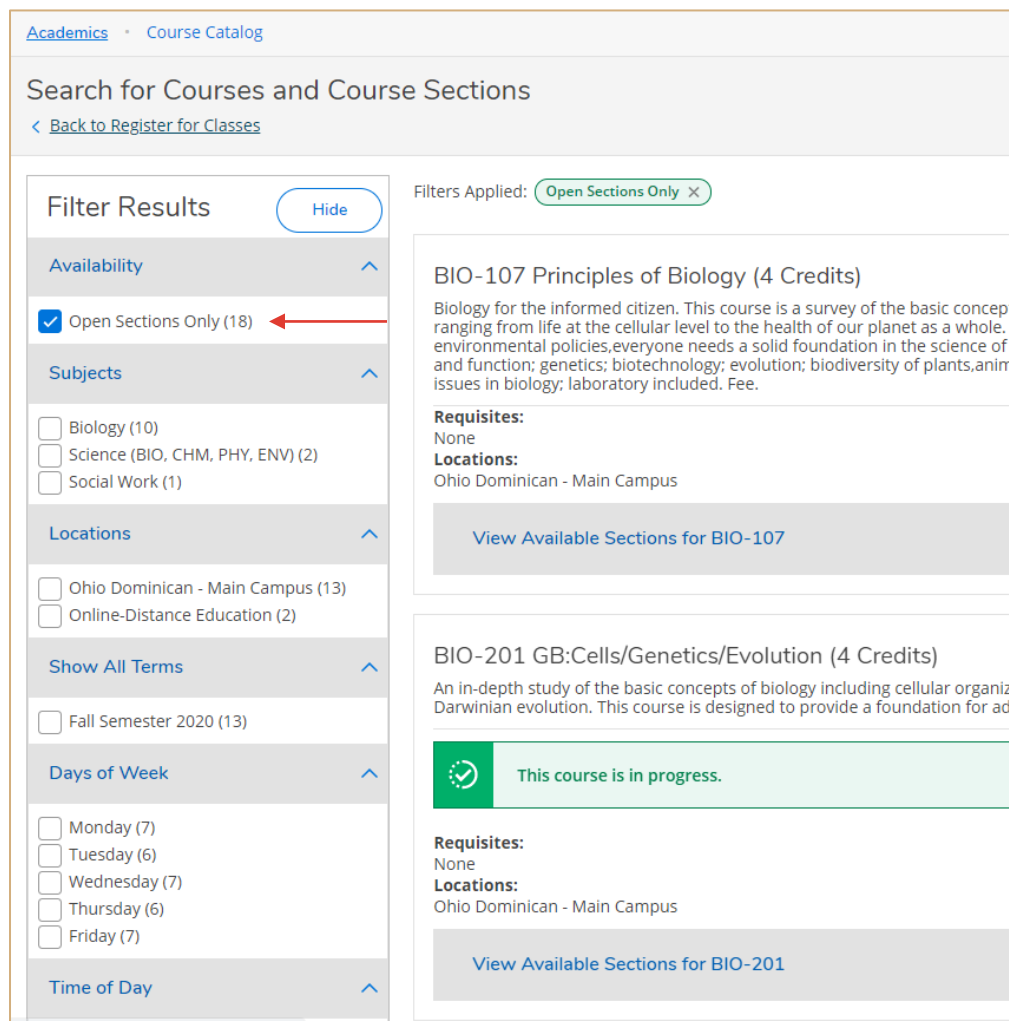 Academics • Course Catalog
Search for Courses and Course Sections
Back to Register for Classes
Filter Results
Hide
Availability
Open Sections Only (18)
Subjects
Biology (10)
Science (BIO, CHM, PHY, ENV) (2)
Social Work (1)
Locations
Ohio Dominican - Main Campus (13)
Online-Distance Education (2)
Show All Terms
Fall Semester 2020 (13)
Days of Week
Monday (7)
Tuesday (6)
Wednesday (7)
Thursday (6)
Friday (7)
Time of Day
Filters Applied: Open Sections Only ×
BIO-107 Principles of Biology (4 Credits)
Biology for the informed citizen. This course is a survey of the basic concep
ranging from life at the cellular level to the health of our planet as a whole.
environmental policies,everyone needs a solid foundation in the science of
and function; genetics; biotechnology; evolution; biodiversity of plants,anim
issues in biology; laboratory included. Fee.
Requisites:
None
Locations:
Ohio Dominican - Main Campus
View Available Sections for BIO-107
BIO-201 GB:Cells/Genetics/Evolution (4 Credits)
An in-depth study of the basic concepts of biology including cellular organiz
Darwinian evolution. This course is designed to provide a foundation for ad
This course is in progress.
Requisites:
None
Locations:
Ohio Dominican - Main Campus
View Available Sections for BIO-201